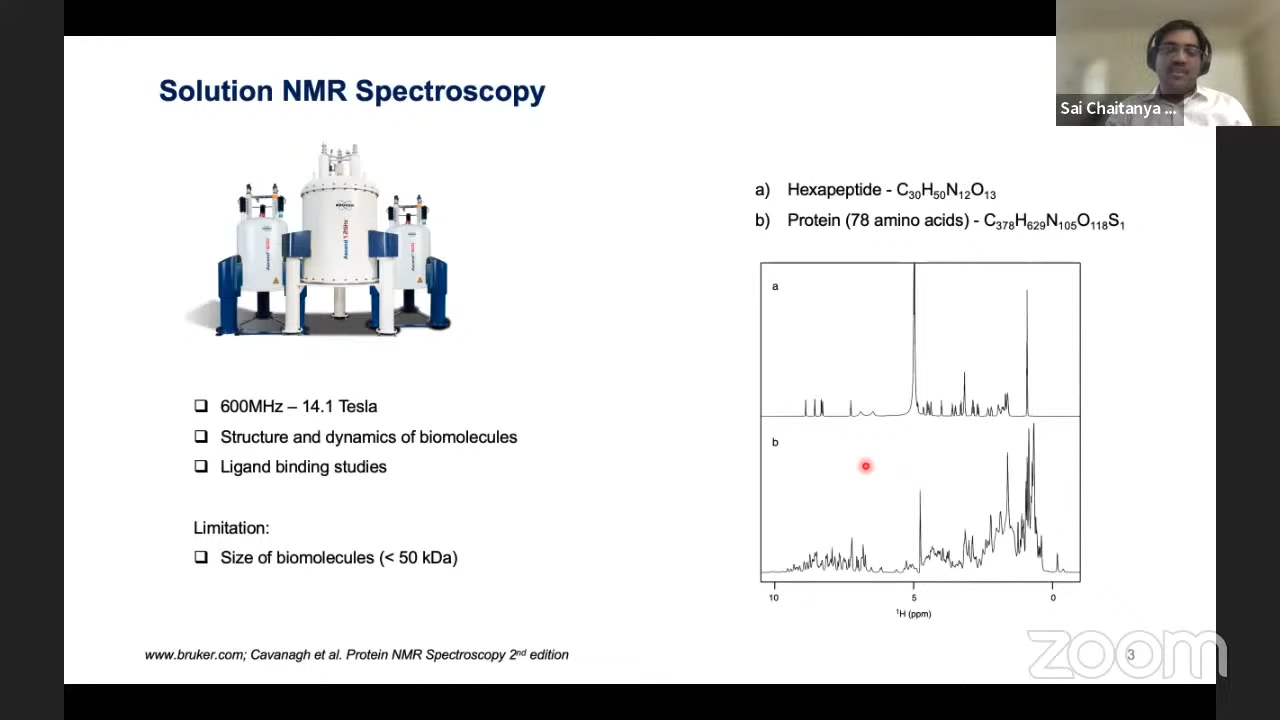 Solution NMR Spectroscopy
Sai Chaitanya ...
a) Hexapeptide - C30H50N12O13
b) Protein (78 amino acids) - C378H629N105O118S1
❑ 600MHz – 14.1 Tesla
❑ Structure and dynamics of biomolecules
❑ Ligand binding studies
Limitation:
❑ Size of biomolecules (< 50 kDa)
a
b
10 5 0
1H (ppm)
www.bruker.com; Cavanagh et al. Protein NMR Spectroscopy 2nd edition
3
zoom